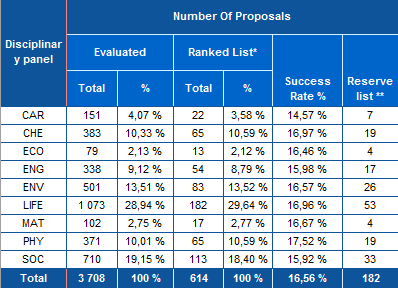 Number Of Proposals
Disciplinar
y panel
Evaluated
Ranked List*
Success
Rate %
Reserve
list **
Total % Total %
CAR 151 4,07 % 22 3,58 % 14,57 % 7
CHE 383 10,33 % 65 10,59 % 16,97 % 19
ECO 79 2,13 % 13 2,12 % 16,46 % 4
ENG 338 9,12 % 54 8,79 % 15,98 % 17
ENV 501 13,51 % 83 13,52 % 16,57 % 26
LIFE 1 073 28,94 % 182 29,64 % 16,96 % 53
MAT 102 2,75 % 17 2,77 % 16,67 % 4
PHY 371 10,01 % 65 10,59 % 17,52 % 19
SOC 710 19,15 % 113 18,40 % 15,92 % 33
Total 3 708 100 % 614 100 % 16,56 % 182